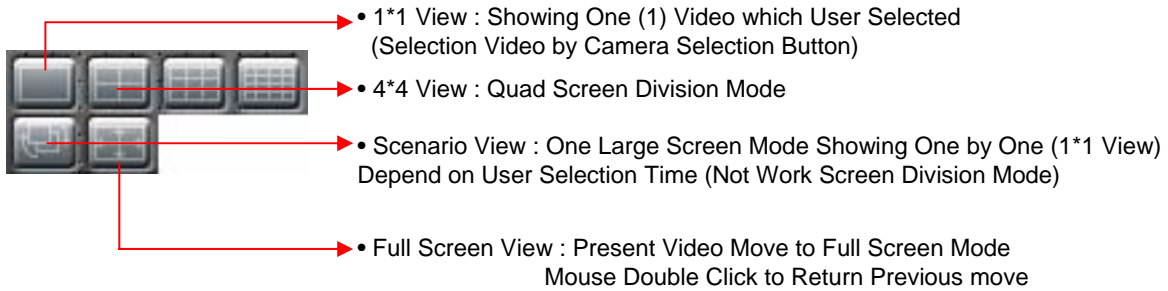 • 1*1 View : Showing One (1) Video which User Selected
(Selection Video by Camera Selection Button)
• 4*4 View : Quad Screen Division Mode
• Scenario View : One Large Screen Mode Showing One by One (1*1 View)
Depend on User Selection Time (Not Work Screen Division Mode)
• Full Screen View : Present Video Move to Full Screen Mode
Mouse Double Click to Return Previous move